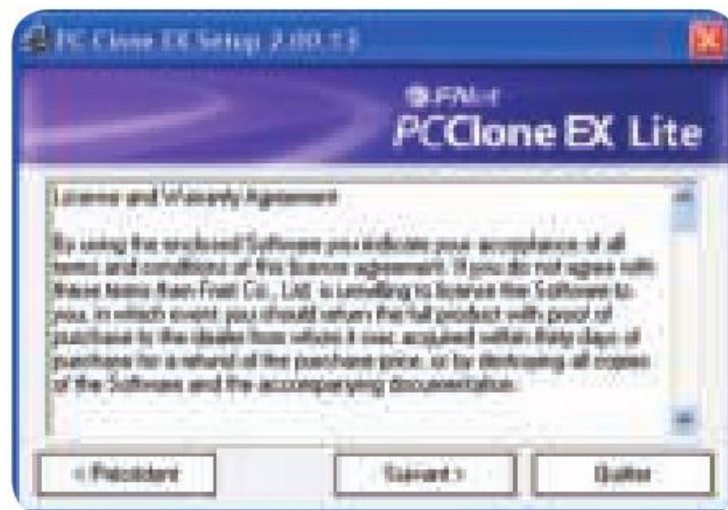 PC Clone EX Setup 2.00.13
FNet
PCClone EX Lite
License and Warranty Agreement
By using the enclosed Software you indicate your acceptance of all
terms and conditions of this license agreement. If you do not agree with
these terms then Fnet Co., Ltd. is unwilling to license the Software to
you, in which event you should return the full product with proof of
purchase to the dealer from whom it was acquired within thirty days of
purchase for a refund of the purchase price, or by destroying all copies
of the Software and the accompanying documentation.
< Précédent
Suivant >
Quitter